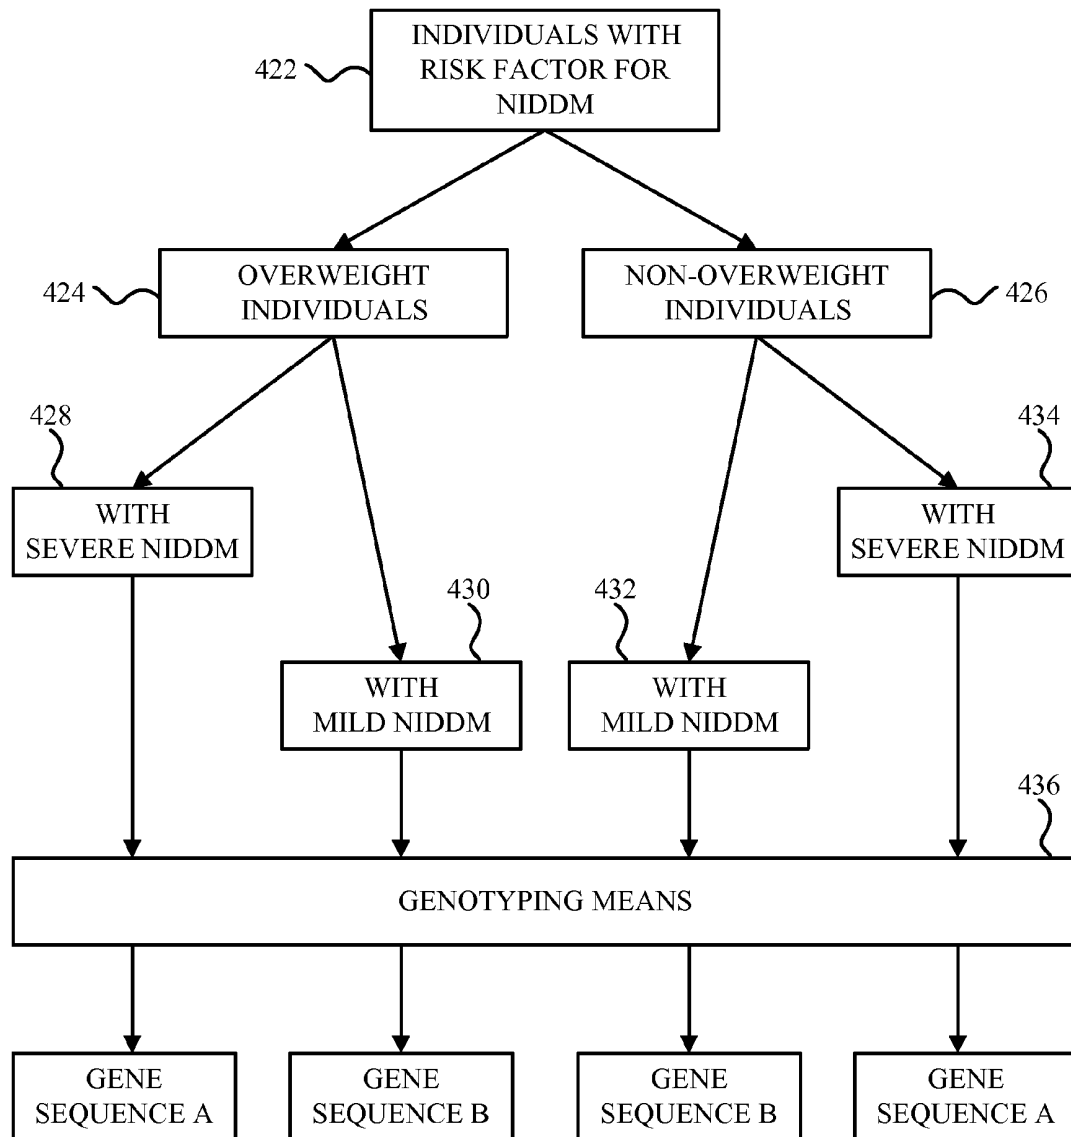 INDIVIDUALS WITH
RISK FACTOR FOR
NIDDM
422
OVERWEIGHT
INDIVIDUALS
424
NON-OVERWEIGHT
INDIVIDUALS
426
428
434
WITH
SEVERE NIDDM
WITH
SEVERE NIDDM
430
432
WITH
MILD NIDDM
WITH
MILD NIDDM
436
GENOTYPING MEANS
GENE
SEQUENCE A
GENE
SEQUENCE B
GENE
SEQUENCE B
GENE
SEQUENCE A